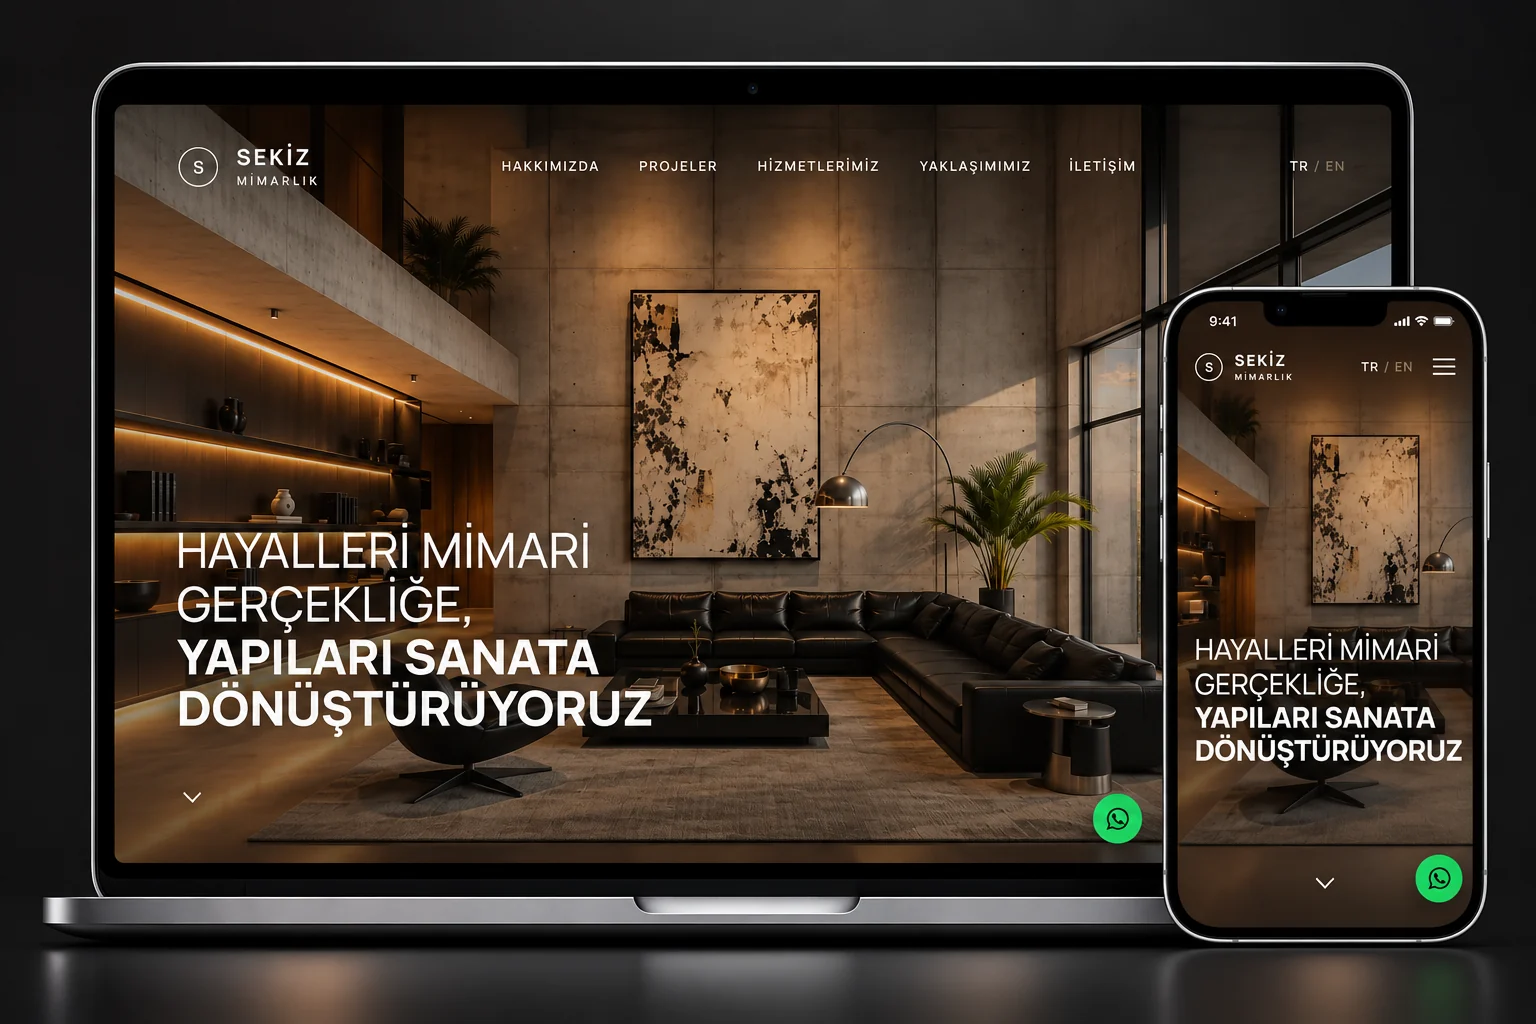 S
SEKİZ
MİMARLIK
HAKKIMIZDA
PROJELER
HİZMETLERİMİZ
YAKLAŞIMIMIZ
İLETİŞİM
TR / EN
HAYALLERİ MİMARİ
GERÇEKLİĞE,
YAPILARI SANATA
DÖNÜŞTÜRÜYORUZ
9:41
S
SEKİZ
MİMARLIK
TR / EN
HAYALLERİ MİMARİ
GERÇEKLİĞE,
YAPILARI SANATA
DÖNÜŞTÜRÜYORUZ